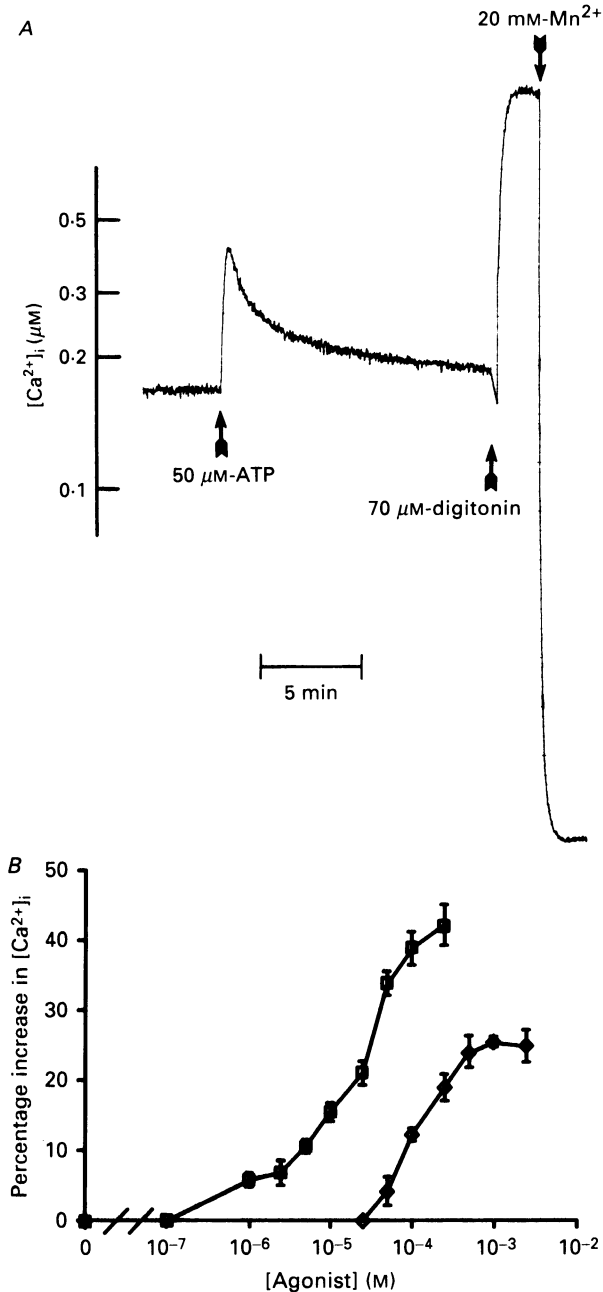 A
20 mM-Mn²⁺
0·5
0·3
0·2
0·1
[Ca²⁺]ᵢ (μM)
50 μM-ATP
70 μM-digitonin
5 min
B
50
40
30
20
10
0
Percentage increase in [Ca²⁺]ᵢ
0
10⁻⁷
10⁻⁶
10⁻⁵
10⁻⁴
10⁻³
10⁻²
[Agonist] (M)